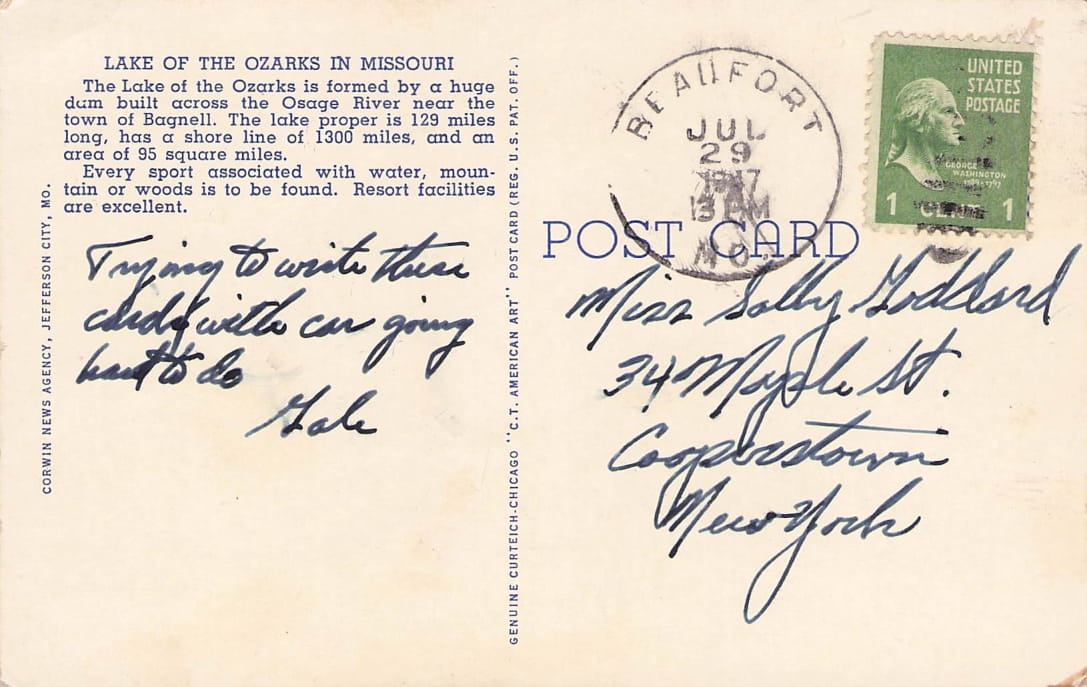 LAKE OF THE OZARKS IN MISSOURI
The Lake of the Ozarks is formed by a huge
dam built across the Osage River near the
town of Bagnell. The lake proper is 129 miles
long, has a shore line of 1300 miles, and an
area of 95 square miles.
Every sport associated with water, moun-
tain or woods is to be found. Resort facilities
are excellent.
Trying to write these
cards with car going
hard to do
Gale
CORWIN NEWS AGENCY, JEFFERSON CITY, MO.
GENUINE CURTEICH-CHICAGO "C.T. AMERICAN ART" POST CARD (REG. U.S. PAT. OFF.)
BEAUFORT
JUL
29
PM
MO.
UNITED
STATES
POSTAGE
GEORGE
WASHINGTON
1789-1797
1 CENT 1
POST CARD
Miss Sally Goddard
34 Maple St.
Cooperstown
New York